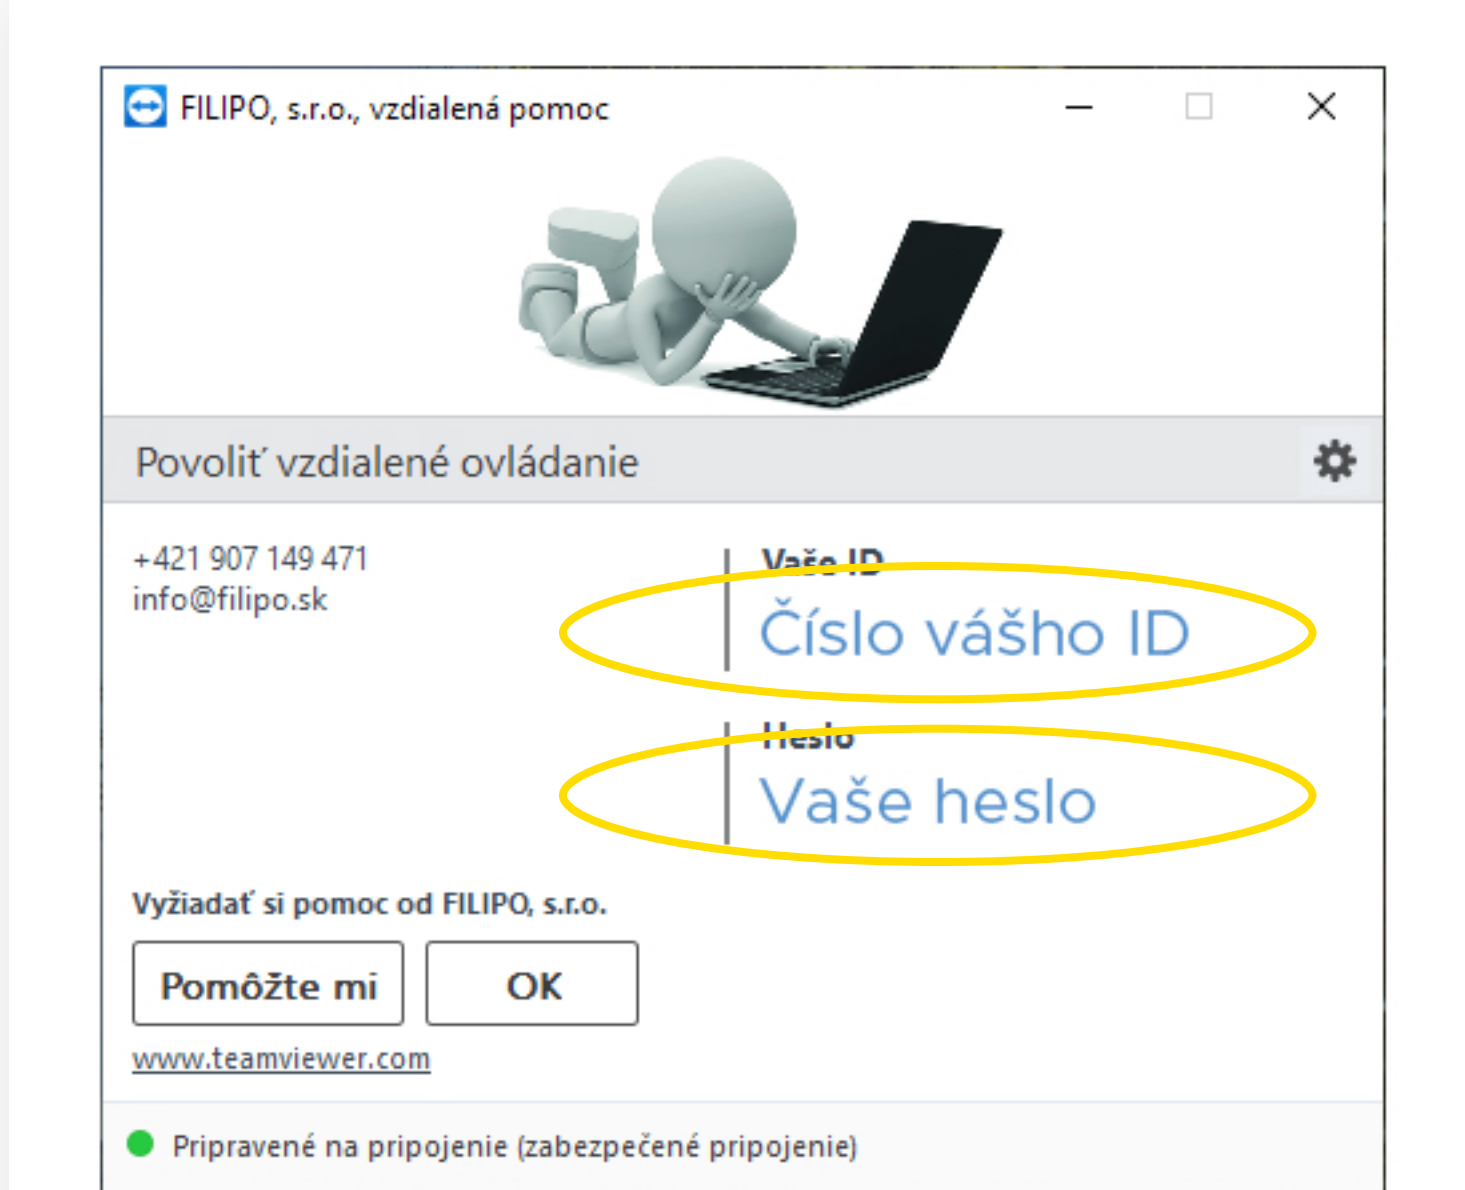 FILIPO, s.r.o., vzdialená pomoc
Povoliť vzdialené ovládanie
+421 907 149 471
info@filipo.sk
Vaše ID
Číslo vášho ID
Heslo
Vaše heslo
Vyžiadať si pomoc od FILIPO, s.r.o.
Pomôžte mi
OK
www.teamviewer.com
Pripravené na pripojenie (zabezpečené pripojenie)